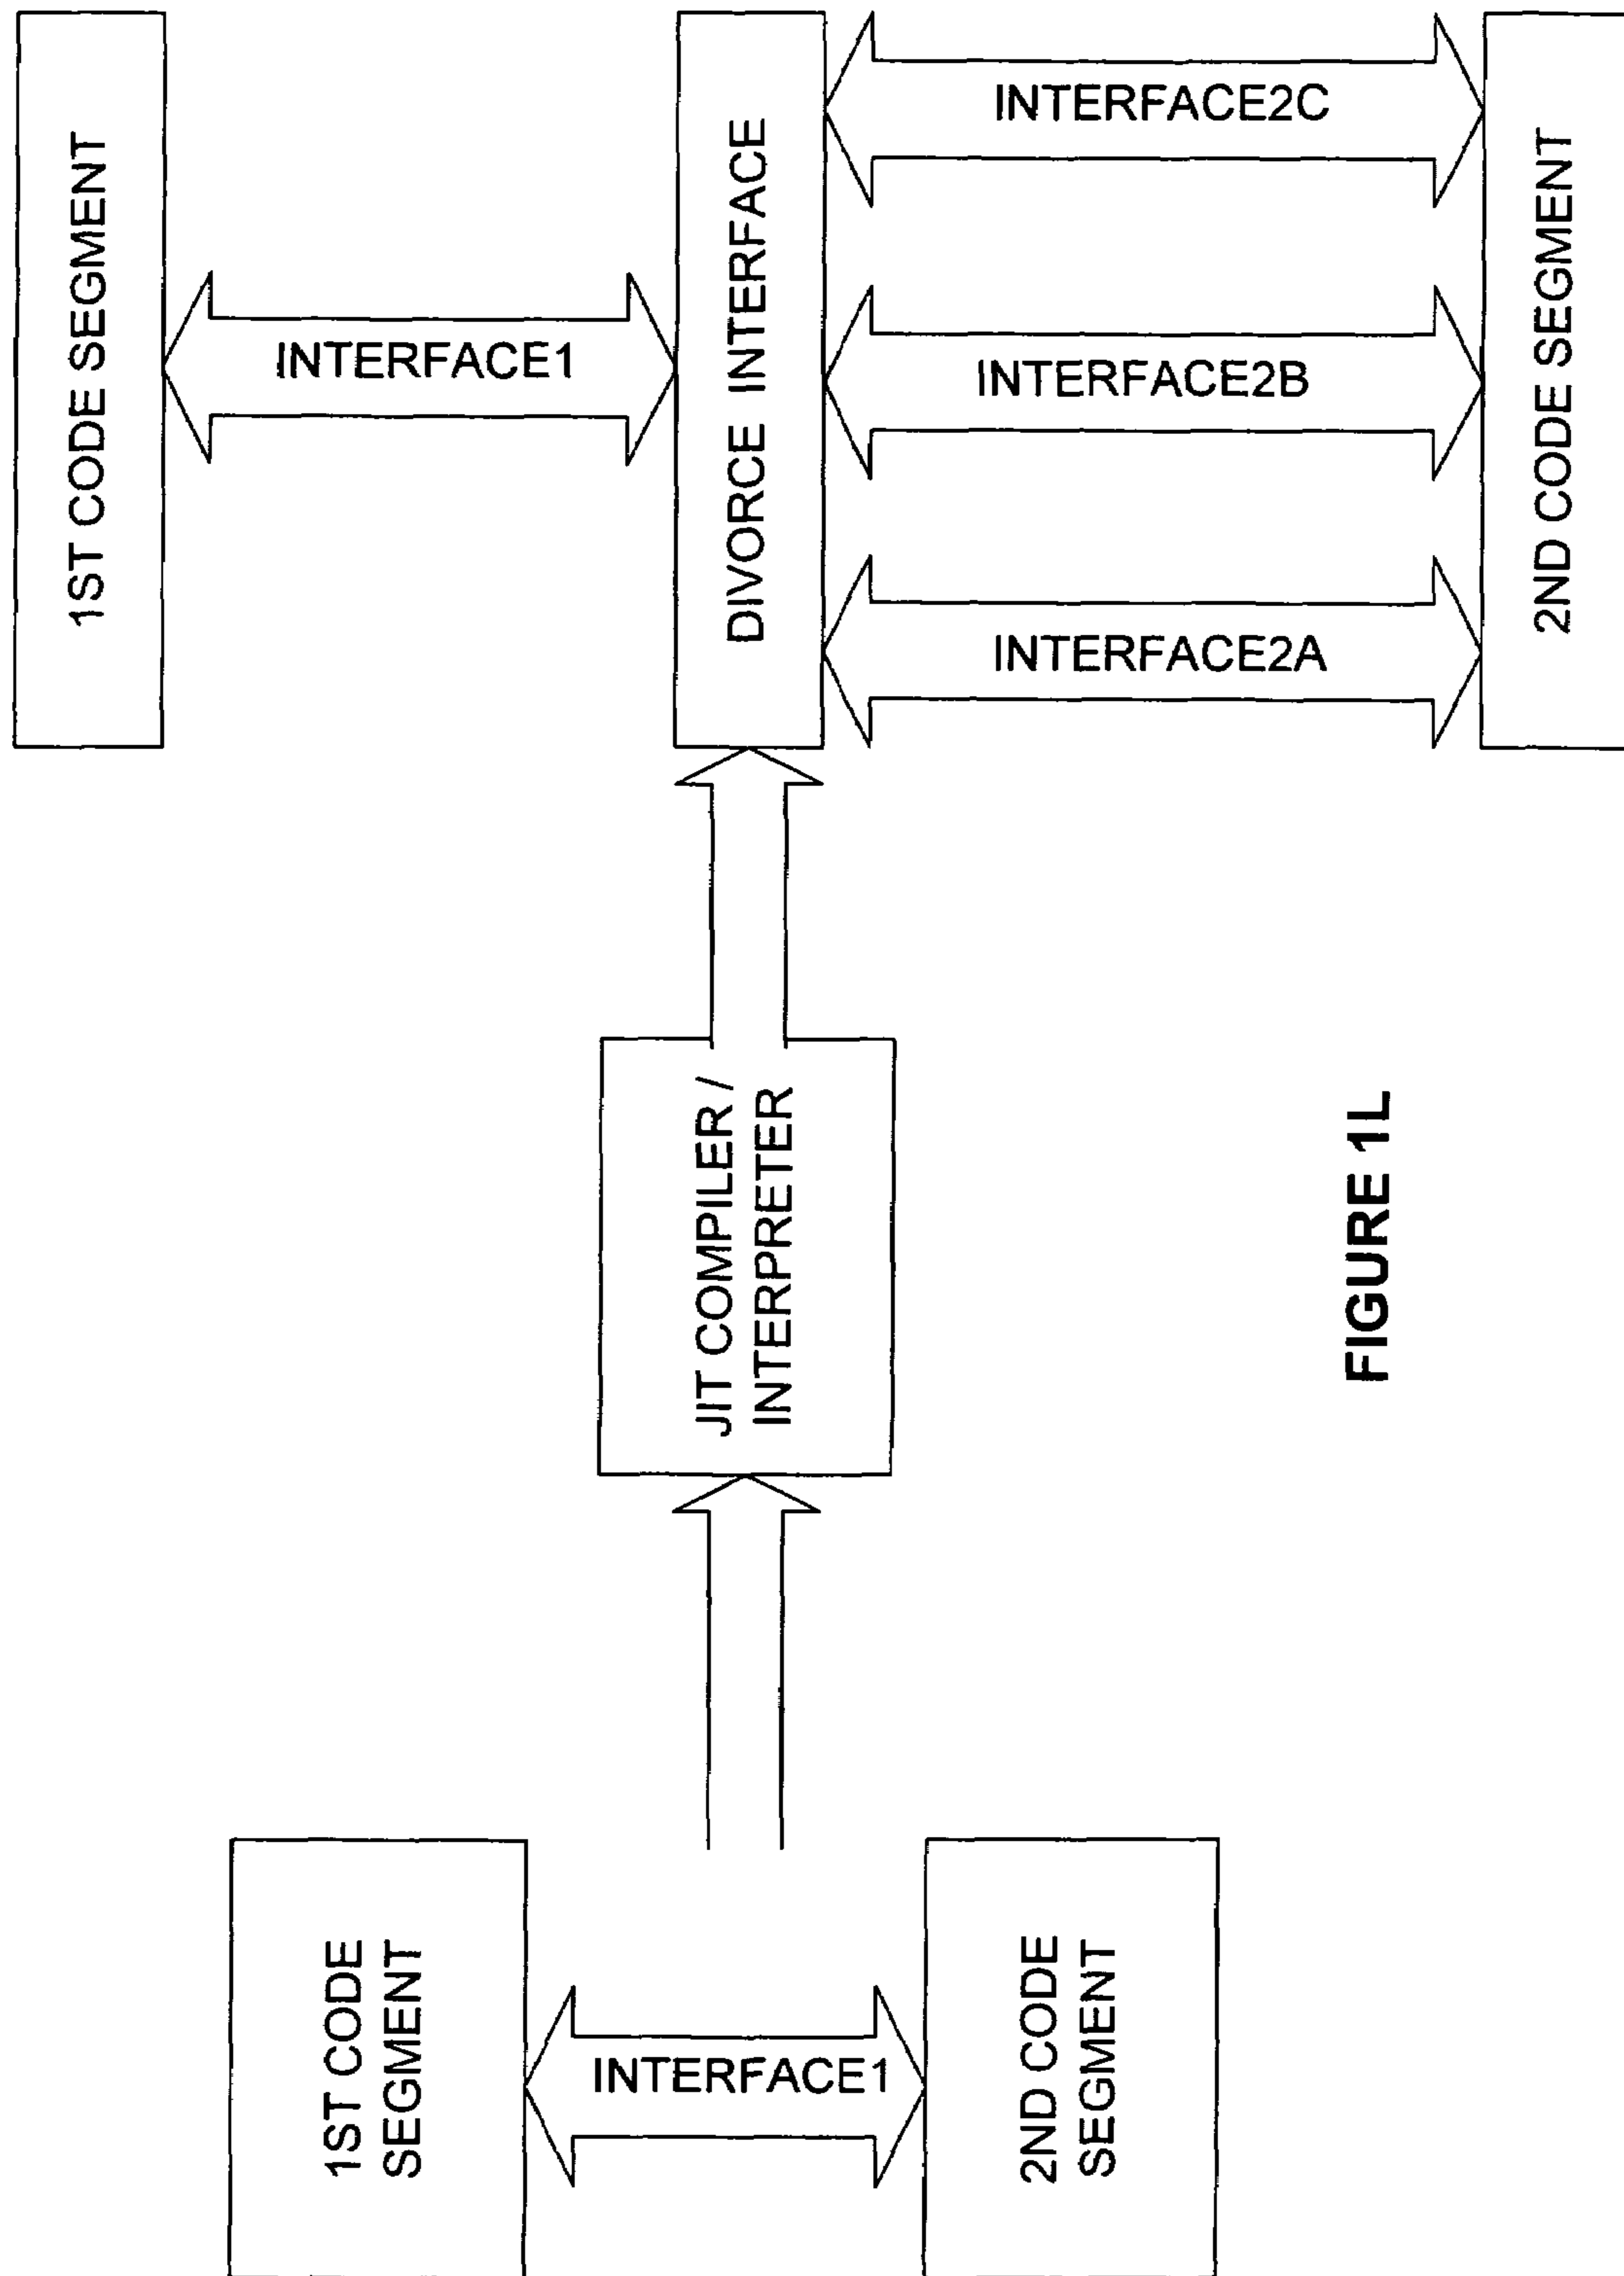 1ST CODE
SEGMENT
INTERFACE1
2ND CODE
SEGMENT
JIT COMPILER /
INTERPRETER
1ST CODE SEGMENT
INTERFACE1
DIVORCE INTERFACE
INTERFACE2A
INTERFACE2B
INTERFACE2C
2ND CODE SEGMENT
FIGURE 1L